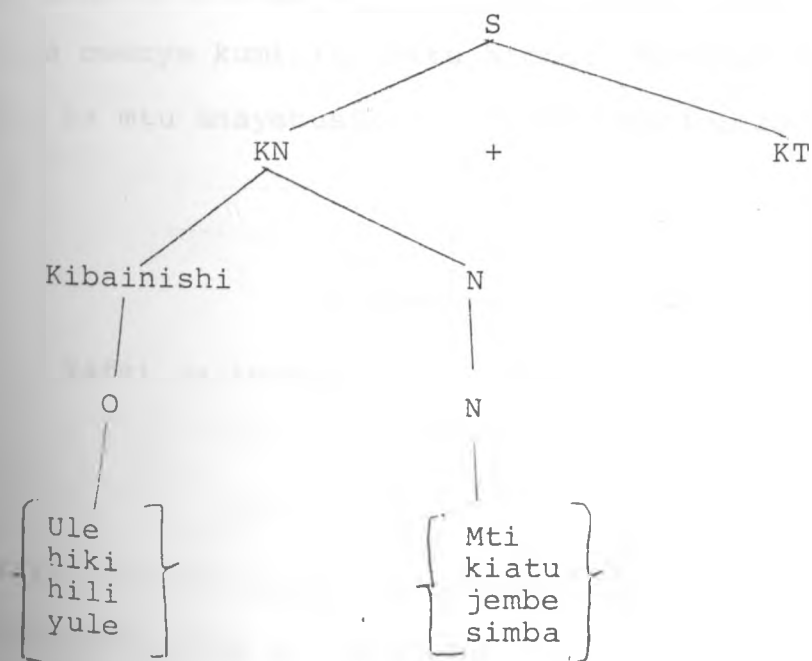 S
KN + KT
Kibainishi N
O N
Ule Mti
hiki kiatu
hili jembe
yule simba